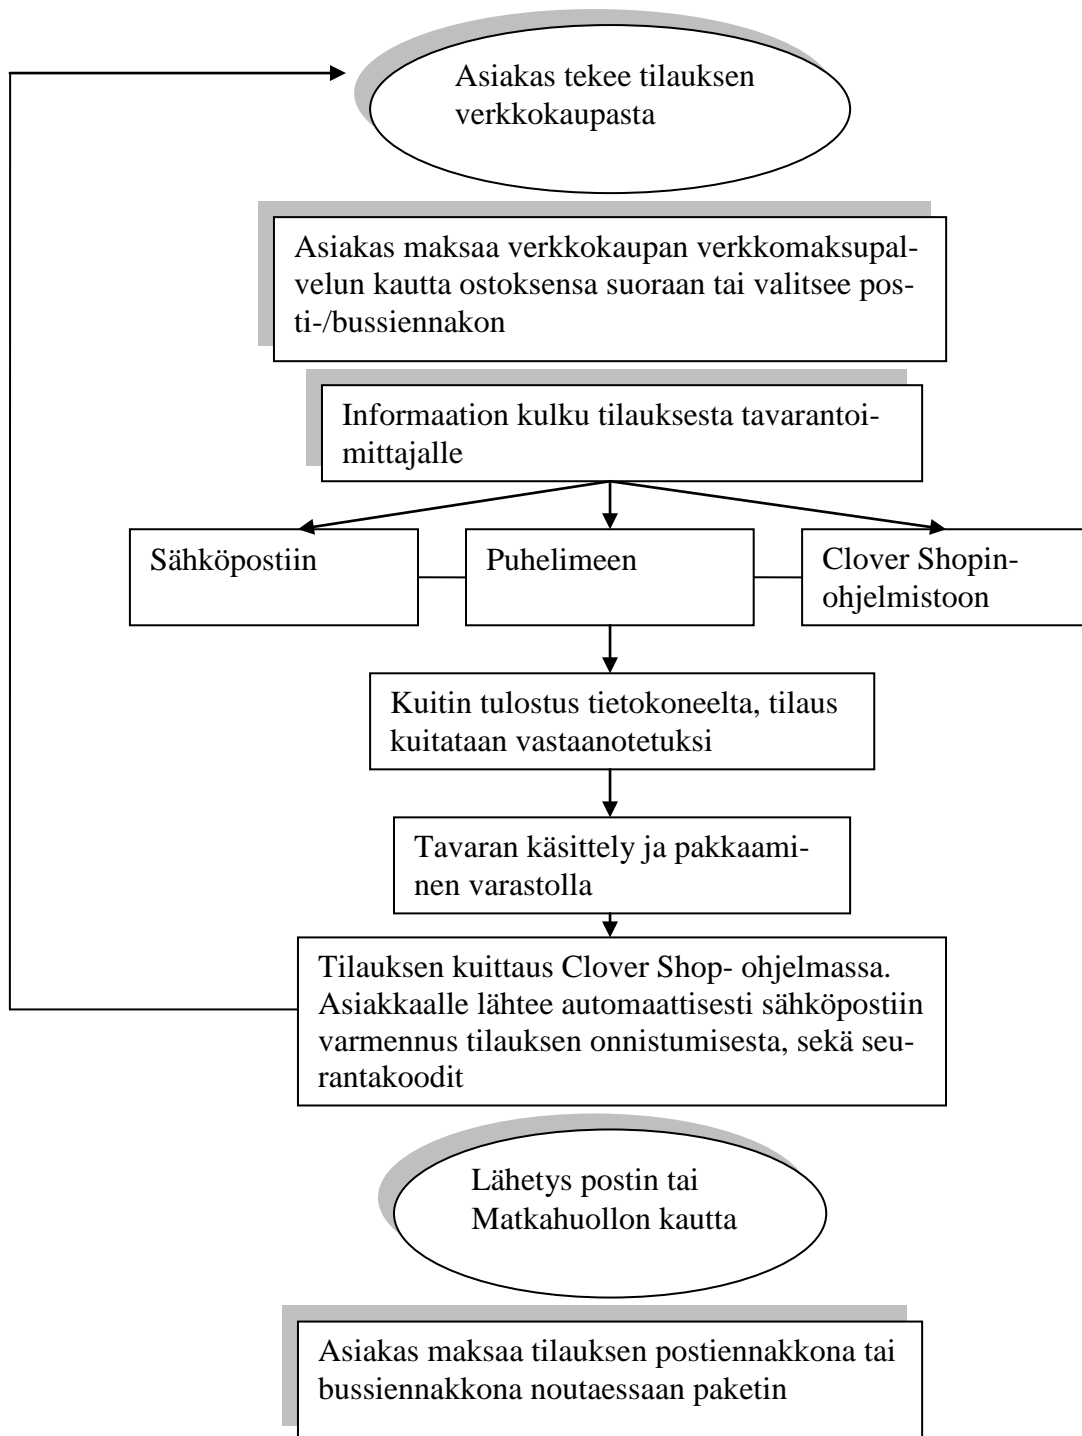 Asiakas tekee tilauksen
verkkokaupasta
Asiakas maksaa verkkokaupan verkkomaksupal-
velun kautta ostoksensa suoraan tai valitsee pos-
ti-/bussiennakon
Informaation kulku tilauksesta tavarantoi-
mittajalle
Sähköpostiin
Puhelimeen
Clover Shopin-
ohjelmistoon
Kuitin tulostus tietokoneelta, tilaus
kuitataan vastaanotetuksi
Tavaran käsittely ja pakkaami-
nen varastolla
Tilauksen kuittaus Clover Shop- ohjelmassa.
Asiakkaalle lähtee automaattisesti sähköpostiin
varmennus tilauksen onnistumisesta, sekä seu-
rantakoodit
Lähetys postin tai
Matkahuollon kautta
Asiakas maksaa tilauksen postiennakkona tai
bussiennakkona noutaessaan paketin